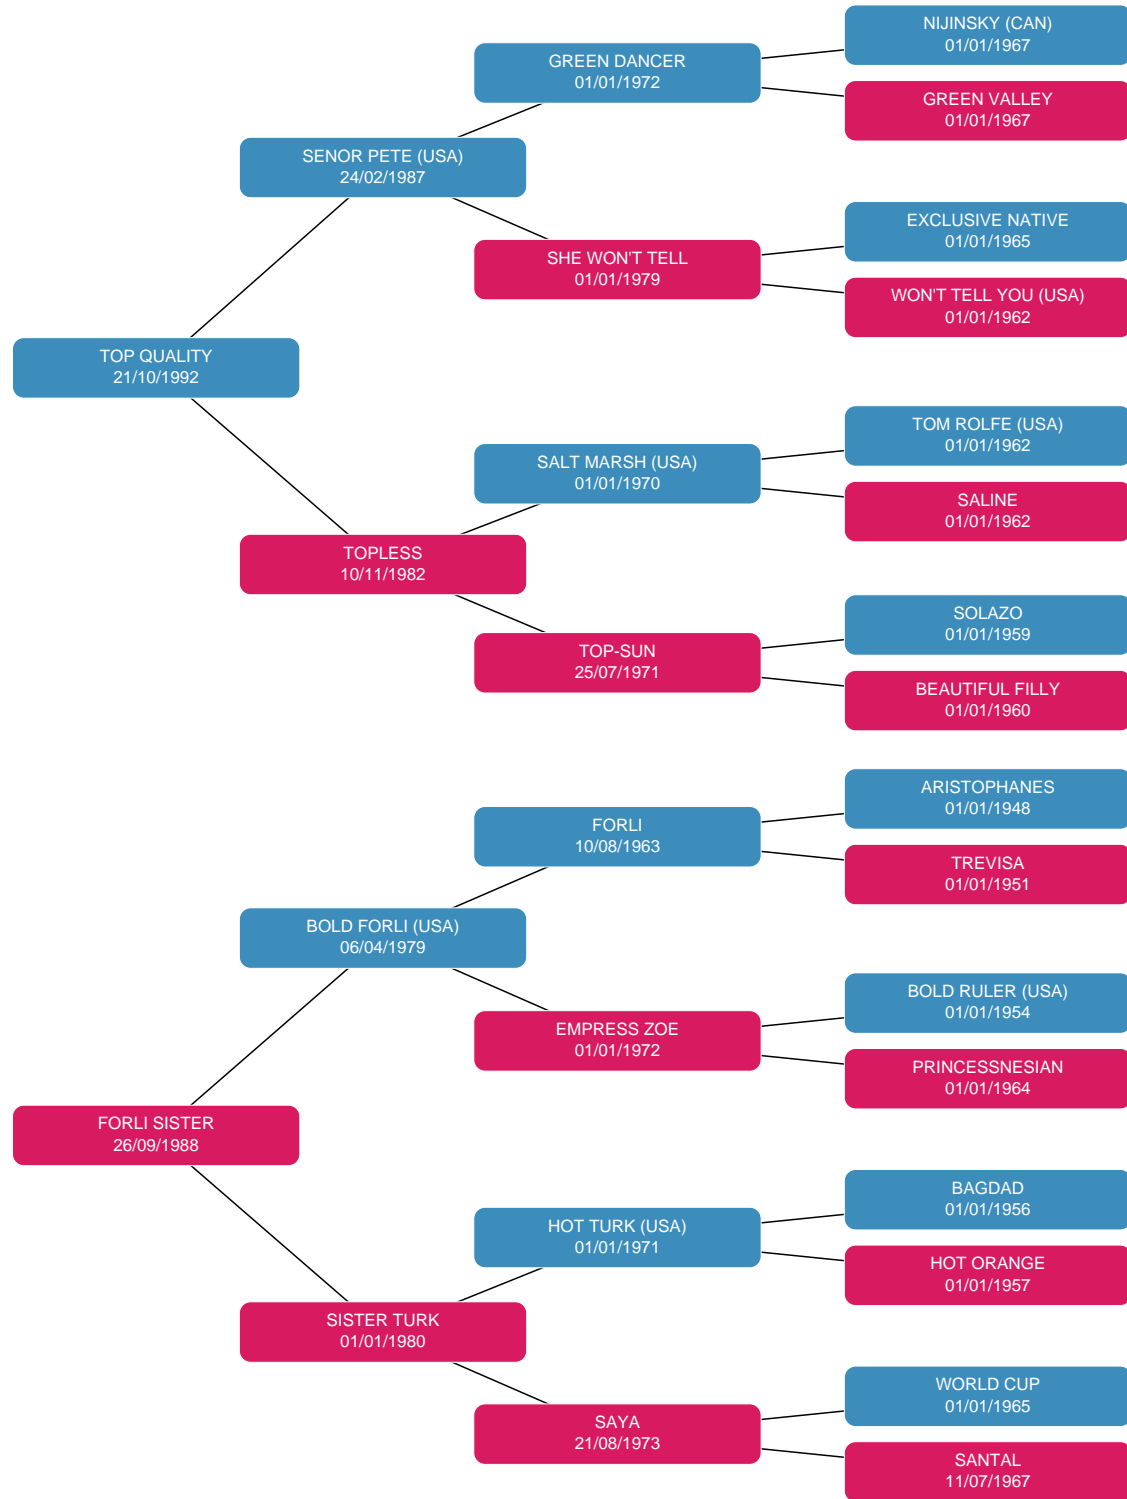 NIJINSKY (CAN)
01/01/1967
GREEN DANCER
01/01/1972
GREEN VALLEY
01/01/1967
SENOR PETE (USA)
24/02/1987
EXCLUSIVE NATIVE
01/01/1965
SHE WON'T TELL
01/01/1979
WON'T TELL YOU (USA)
01/01/1962
TOP QUALITY
21/10/1992
TOM ROLFE (USA)
01/01/1962
SALT MARSH (USA)
01/01/1970
SALINE
01/01/1962
TOPLESS
10/11/1982
SOLAZO
01/01/1959
TOP-SUN
25/07/1971
BEAUTIFUL FILLY
01/01/1960
ARISTOPHANES
01/01/1948
FORLI
10/08/1963
TREVISA
01/01/1951
BOLD FORLI (USA)
06/04/1979
BOLD RULER (USA)
01/01/1954
EMPRESS ZOE
01/01/1972
PRINCESSNESIAN
01/01/1964
FORLI SISTER
26/09/1988
BAGDAD
01/01/1956
HOT TURK (USA)
01/01/1971
HOT ORANGE
01/01/1957
SISTER TURK
01/01/1980
WORLD CUP
01/01/1965
SAYA
21/08/1973
SANTAL
11/07/1967